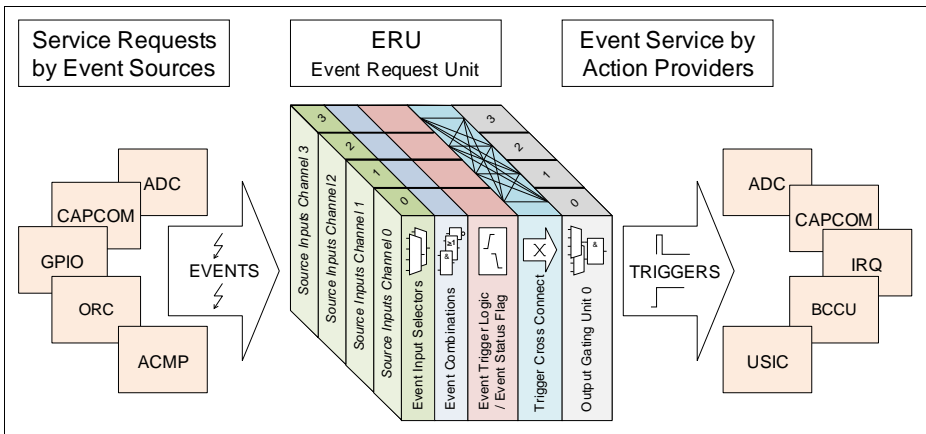 Service Requests
by Event Sources
ERU
Event Request Unit
Event Service by
Action Providers
ADC
CAPCOM
GPIO
ORC
ACMP
EVENTS
3
2
1
0
Source Inputs Channel 3
Source Inputs Channel 2
Source Inputs Channel 1
Source Inputs Channel 0
Event Input Selectors
Event Combinations
&
≥1
Event Trigger Logic
/ Event Status Flag
Trigger Cross Connect
X
3
2
1
0
Output Gating Unit 0
&
TRIGGERS
ADC
CAPCOM
IRQ
BCCU
USIC